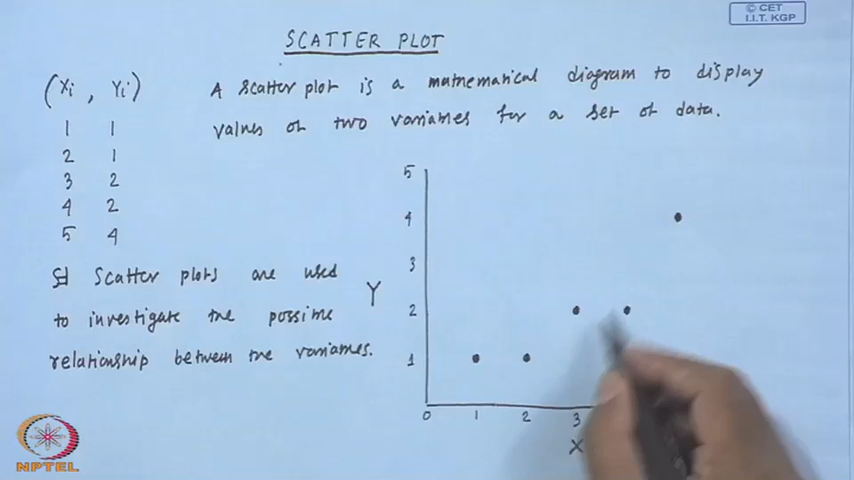 © CET
I.I.T. KGP
SCATTER PLOT
(Xi , Yi)
1 1
2 1
3 2
4 2
5 4
A scatter plot is a mathematical diagram to display
values of two variables for a set of data.
Scatter plots are used
to investigate the possible
relationship between the variables.
5
4
3
2
1
Y
0 1 2 3
X
NPTEL